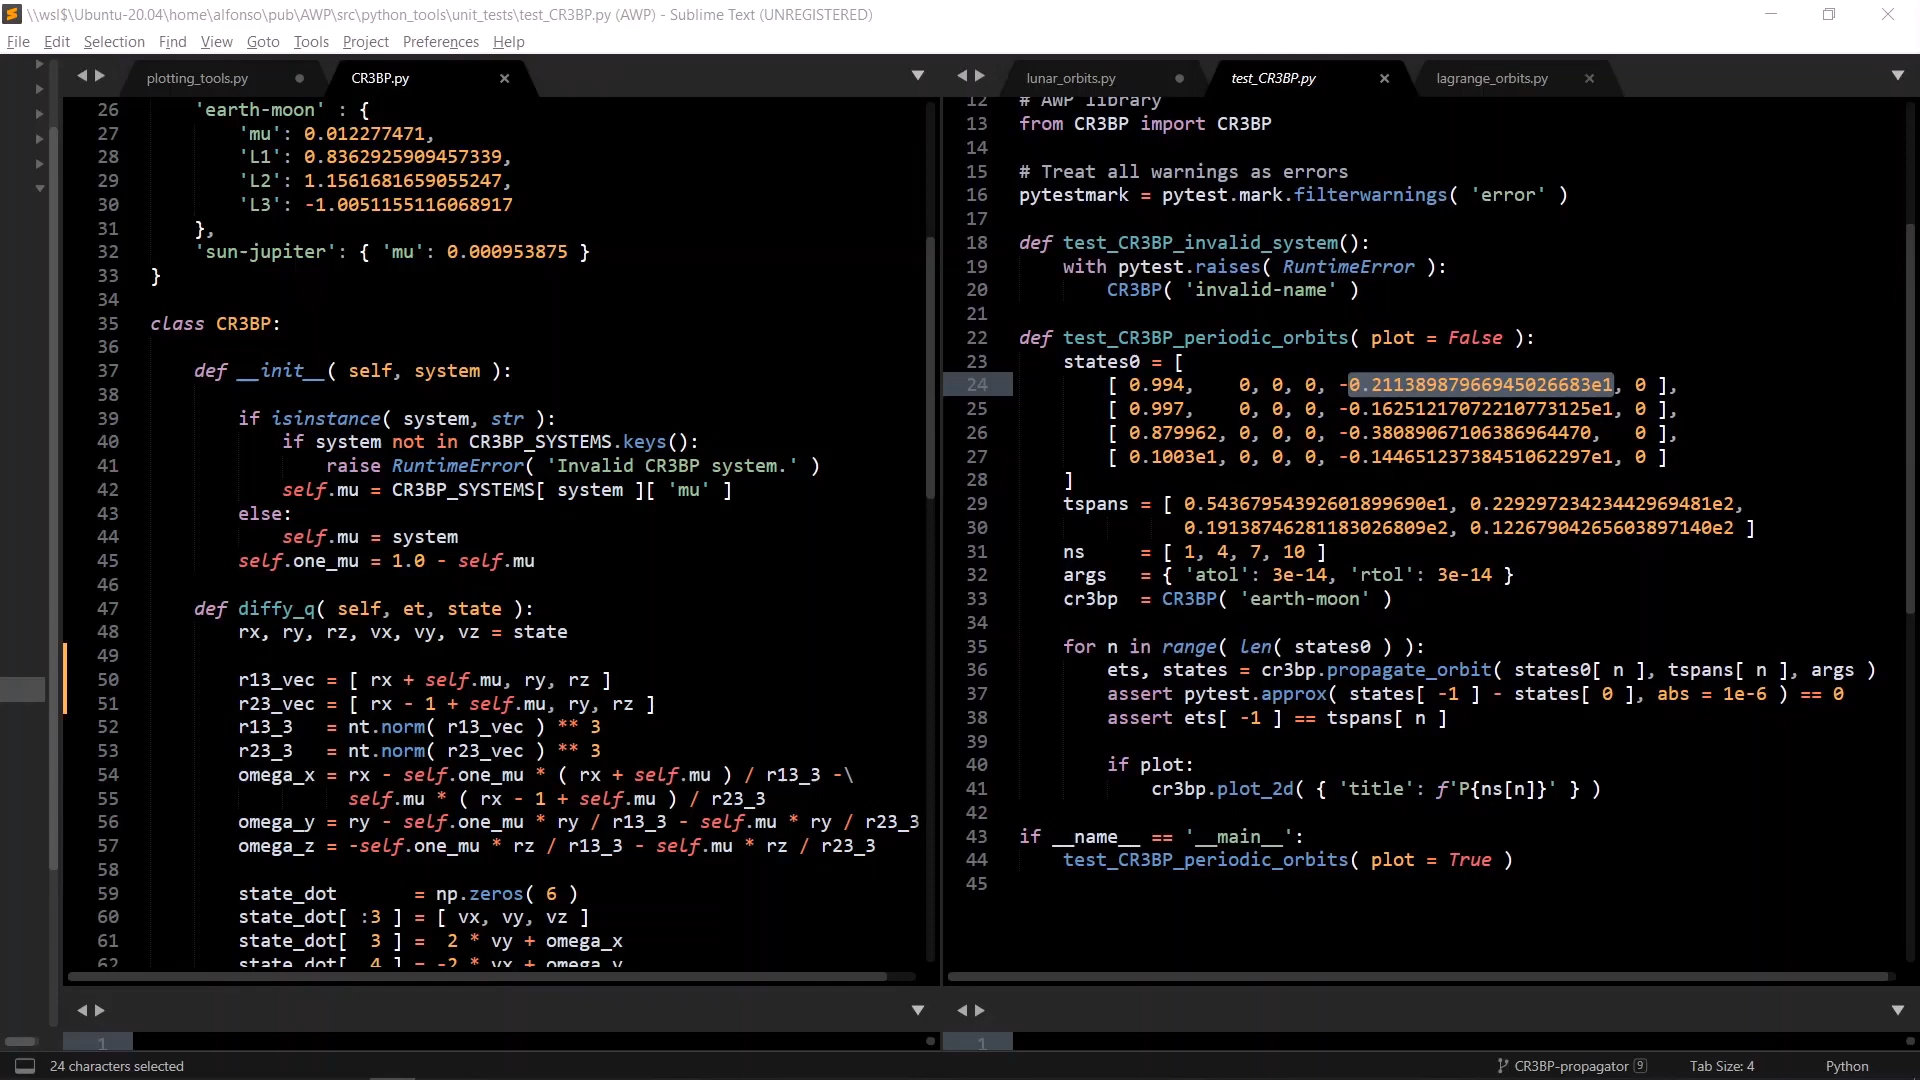 \\wsl$\Ubuntu-20.04\home\alfonso\pub\AWP\src\python_tools\unit_tests\test_CR3BP.py (AWP) - Sublime Text (UNREGISTERED)
File Edit Selection Find View Goto Tools Project Preferences Help
plotting_tools.py CR3BP.py
26 'earth-moon' : {
27 'mu': 0.012277471,
28 'L1': 0.8362925909457339,
29 'L2': 1.1561681659055247,
30 'L3': -1.0051155116068917
31 },
32 'sun-jupiter': { 'mu': 0.000953875 }
33 }
34
35 class CR3BP:
36
37 def __init__( self, system ):
38
39 if isinstance( system, str ):
40 if system not in CR3BP_SYSTEMS.keys():
41 raise RuntimeError( 'Invalid CR3BP system.' )
42 self.mu = CR3BP_SYSTEMS[ system ][ 'mu' ]
43 else:
44 self.mu = system
45 self.one_mu = 1.0 - self.mu
46
47 def diffy_q( self, et, state ):
48 rx, ry, rz, vx, vy, vz = state
49
50 r13_vec = [ rx + self.mu, ry, rz ]
51 r23_vec = [ rx - 1 + self.mu, ry, rz ]
52 r13_3 = nt.norm( r13_vec ) ** 3
53 r23_3 = nt.norm( r23_vec ) ** 3
54 omega_x = rx - self.one_mu * ( rx + self.mu ) / r13_3 -\
55 self.mu * ( rx - 1 + self.mu ) / r23_3
56 omega_y = ry - self.one_mu * ry / r13_3 - self.mu * ry / r23_3
57 omega_z = -self.one_mu * rz / r13_3 - self.mu * rz / r23_3
58
59 state_dot = np.zeros( 6 )
60 state_dot[ :3 ] = [ vx, vy, vz ]
61 state_dot[ 3 ] = 2 * vy + omega_x
62 state_dot[ 4 ] = -2 * vx + omega_y
1
lunar_orbits.py test_CR3BP.py lagrange_orbits.py
12 # AWP library
13 from CR3BP import CR3BP
14
15 # Treat all warnings as errors
16 pytestmark = pytest.mark.filterwarnings( 'error' )
17
18 def test_CR3BP_invalid_system():
19 with pytest.raises( RuntimeError ):
20 CR3BP( 'invalid-name' )
21
22 def test_CR3BP_periodic_orbits( plot = False ):
23 states0 = [
24 [ 0.994, 0, 0, 0, -0.21138987966945026683e1, 0 ],
25 [ 0.997, 0, 0, 0, -0.16251217072210773125e1, 0 ],
26 [ 0.879962, 0, 0, 0, -0.38089067106386964470, 0 ],
27 [ 0.1003e1, 0, 0, 0, -0.14465123738451062297e1, 0 ]
28 ]
29 tspans = [ 0.54367954392601899690e1, 0.22929723423442969481e2,
30 0.19138746281183026809e2, 0.12267904265603897140e2 ]
31 ns = [ 1, 4, 7, 10 ]
32 args = { 'atol': 3e-14, 'rtol': 3e-14 }
33 cr3bp = CR3BP( 'earth-moon' )
34
35 for n in range( len( states0 ) ):
36 ets, states = cr3bp.propagate_orbit( states0[ n ], tspans[ n ], args )
37 assert pytest.approx( states[ -1 ] - states[ 0 ], abs = 1e-6 ) == 0
38 assert ets[ -1 ] == tspans[ n ]
39
40 if plot:
41 cr3bp.plot_2d( { 'title': f'P{ns[n]}' } )
42
43 if __name__ == '__main__':
44 test_CR3BP_periodic_orbits( plot = True )
45
1
24 characters selected CR3BP-propagator 9 Tab Size: 4 Python